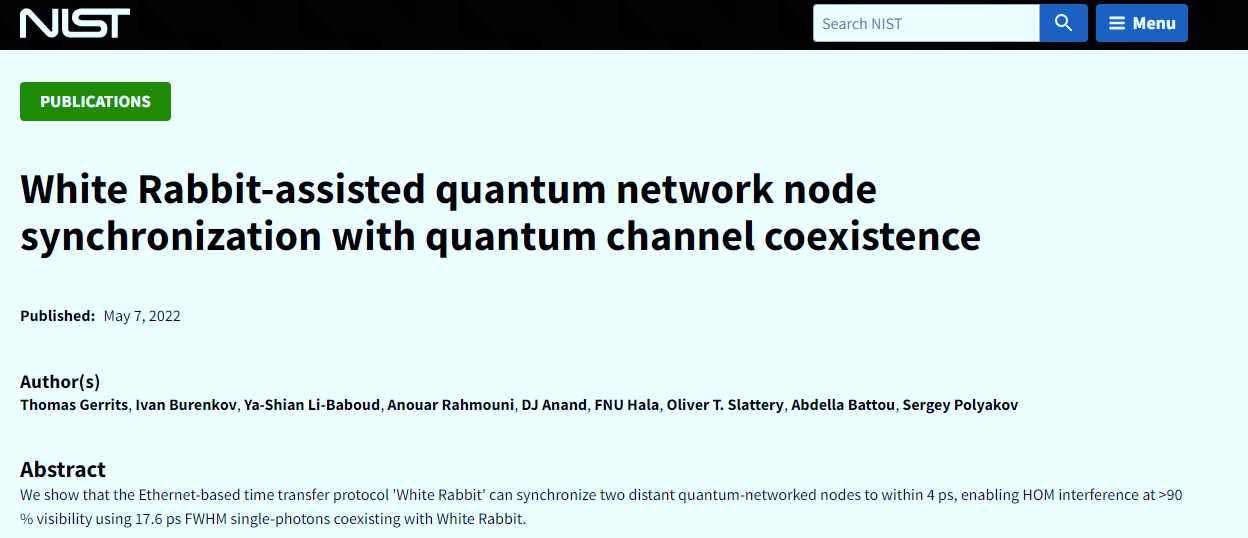 NIST
Search NIST
Menu
PUBLICATIONS
White Rabbit-assisted quantum network node
synchronization with quantum channel coexistence
Published: May 7, 2022
Author(s)
Thomas Gerrits, Ivan Burenkov, Ya-Shian Li-Baboud, Anouar Rahmouni, DJ Anand, FNU Hala, Oliver T. Slattery, Abdella Battou, Sergey Polyakov
Abstract
We show that the Ethernet-based time transfer protocol 'White Rabbit' can synchronize two distant quantum-networked nodes to within 4 ps, enabling HOM interference at >90
% visibility using 17.6 ps FWHM single-photons coexisting with White Rabbit.